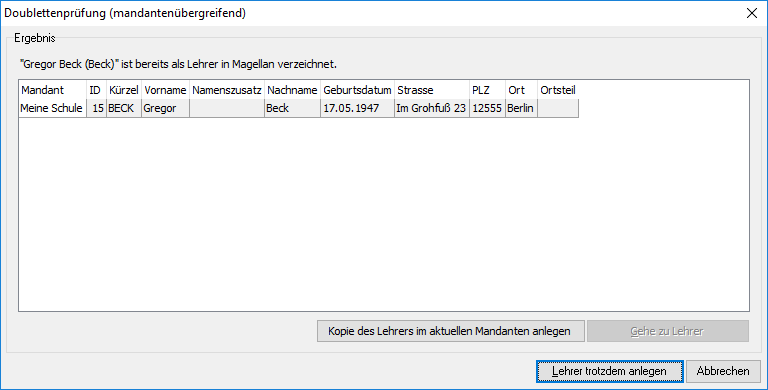 Doublettenprüfung (mandantenübergreifend)
Ergebnis
"Gregor Beck (Beck)" ist bereits als Lehrer in Magellan verzeichnet.
Mandant ID Kürzel Vorname Namenszusatz Nachname Geburtsdatum Strasse PLZ Ort Ortsteil
Meine Schule 15 BECK Gregor Beck 17.05.1947 Im Grohfuß 23 12555 Berlin
Kopie des Lehrers im aktuellen Mandanten anlegen Gehe zu Lehrer
Lehrer trotzdem anlegen Abbrechen